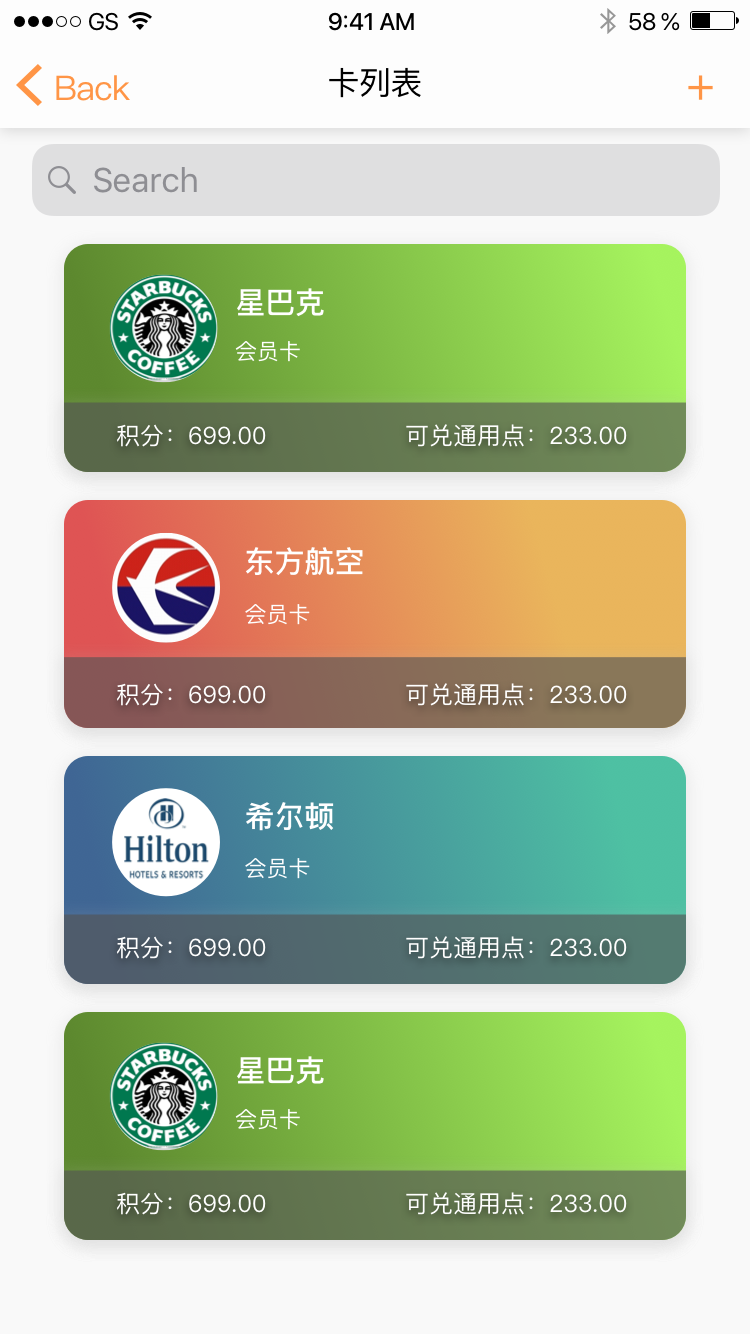 GS 9:41 AM 58 %
Back 卡列表 +
Search
STARBUCKS
COFFEE
星巴克
会员卡
积分：699.00 可兑通用点：233.00
东方航空
会员卡
积分：699.00 可兑通用点：233.00
Hilton
HOTELS & RESORTS
希尔顿
会员卡
积分：699.00 可兑通用点：233.00
STARBUCKS
COFFEE
星巴克
会员卡
积分：699.00 可兑通用点：233.00